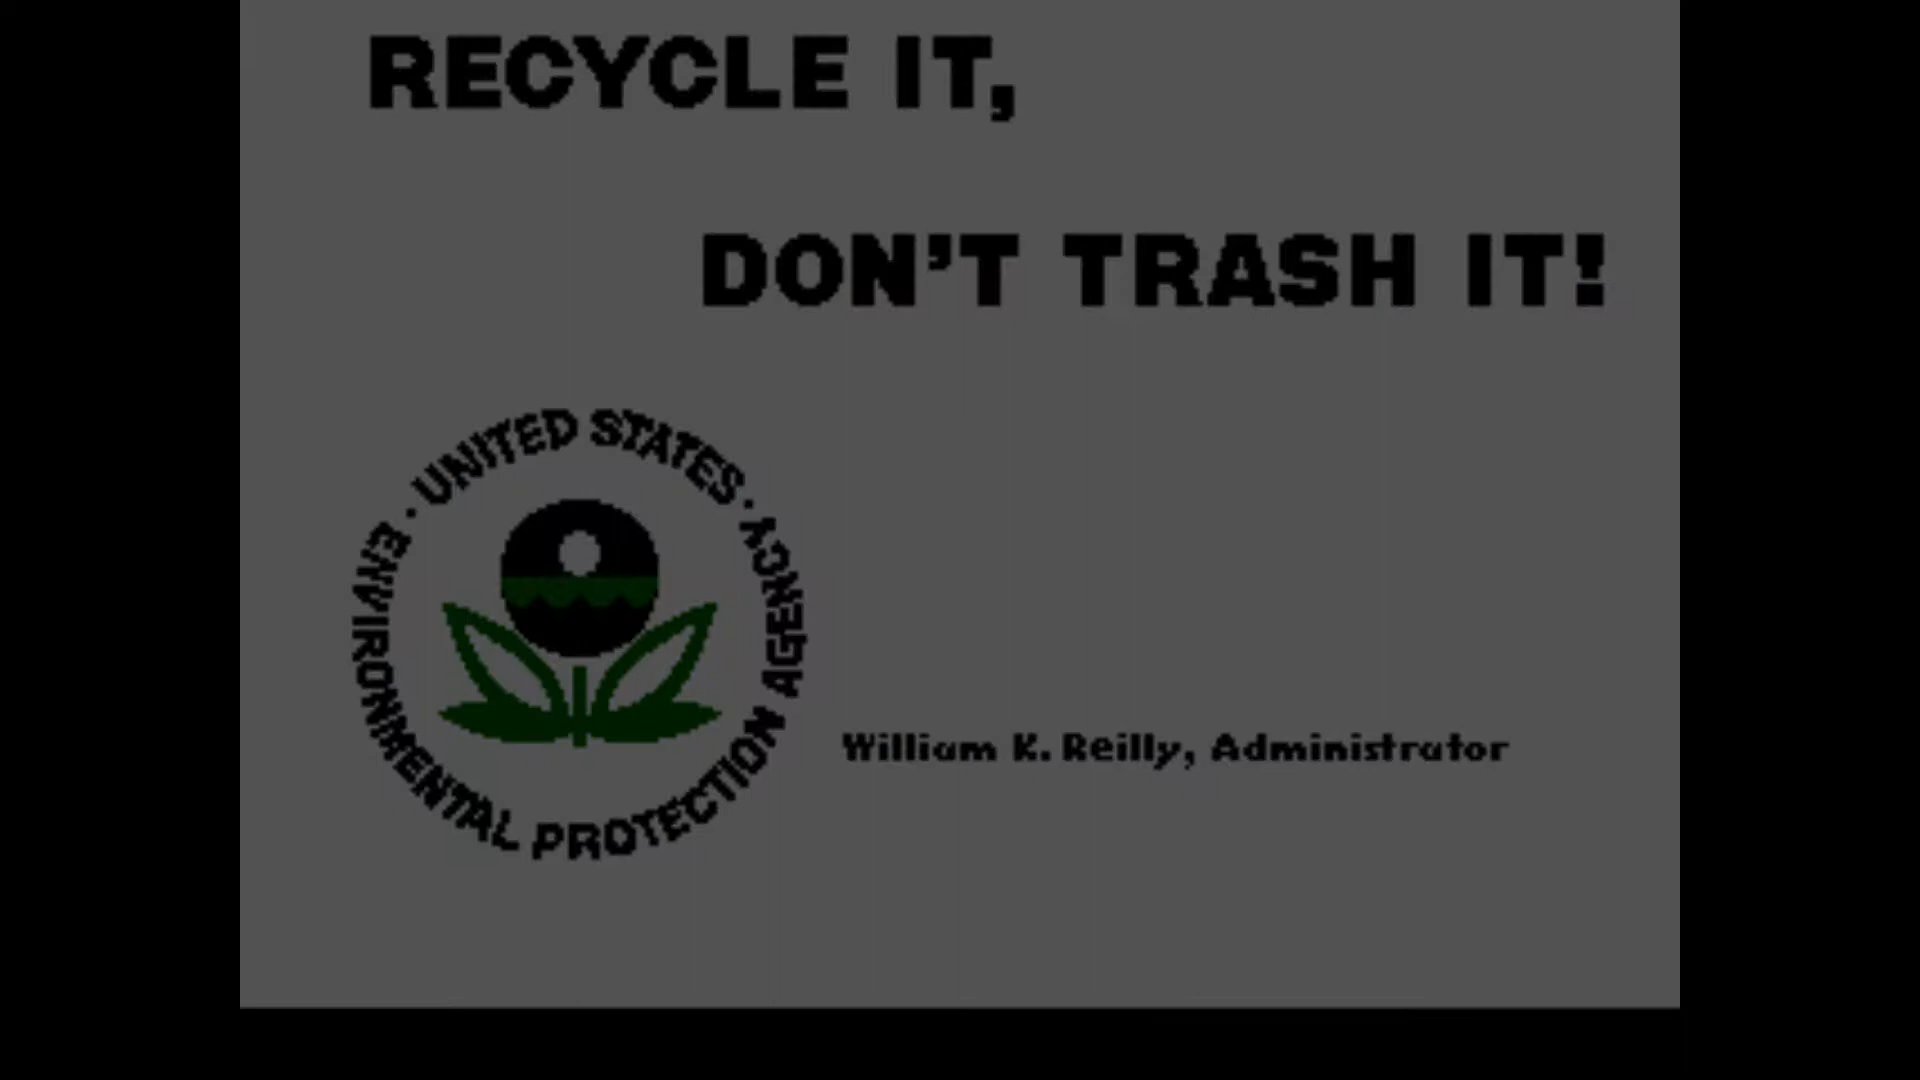 RECYCLE IT,
DON'T TRASH IT!
· UNITED STATES ·
ENVIRONMENTAL PROTECTION AGENCY
William K. Reilly, Administrator